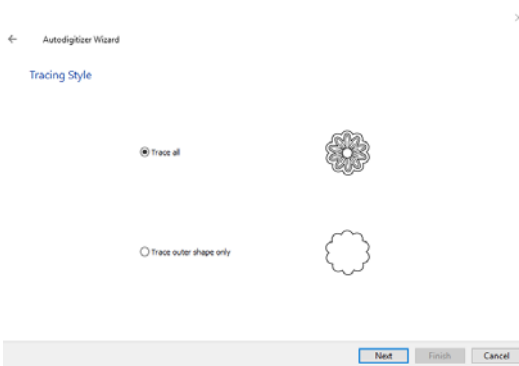 Autodigitizer Wizard
Tracing Style
Trace all
Trace outer shape only
Next Finish Cancel